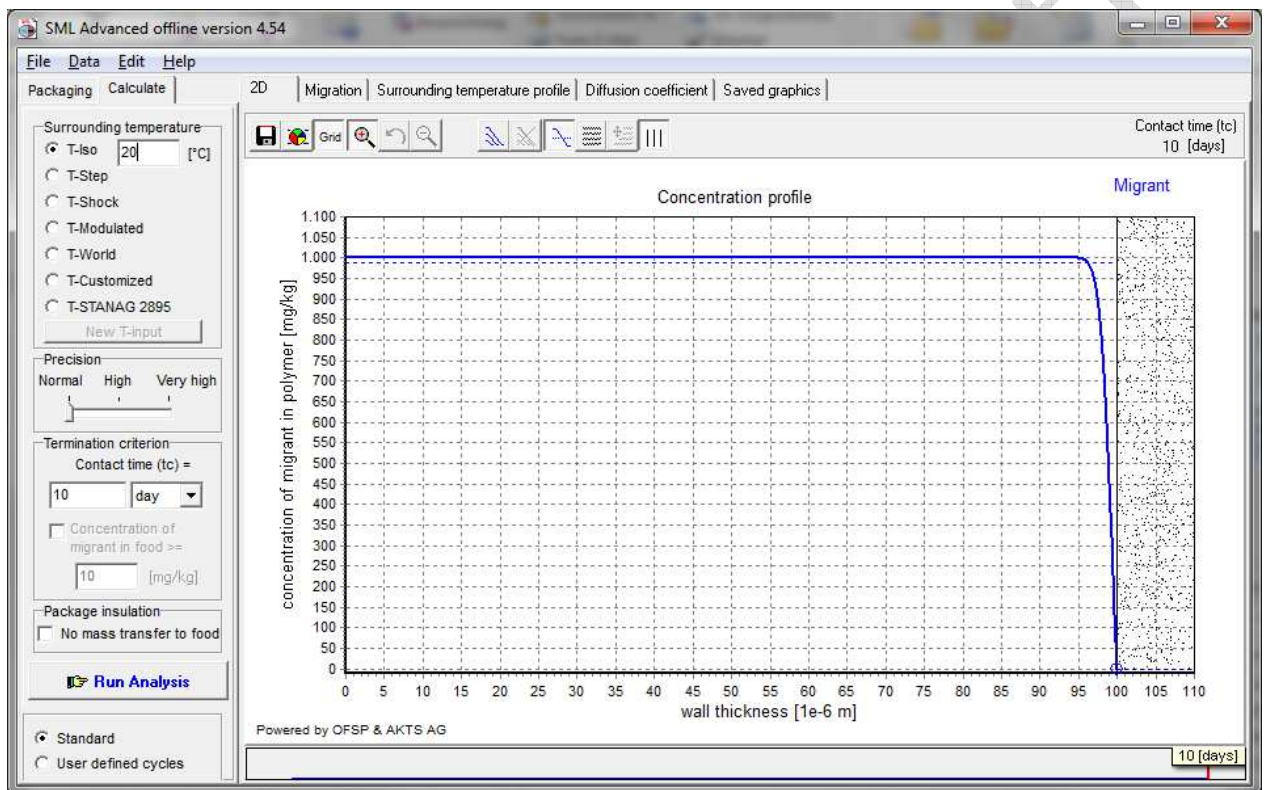 SML Advanced offline version 4.54
File Data Edit Help
Packaging Calculate
2D Migration Surrounding temperature profile Diffusion coefficient Saved graphics
Surrounding temperature
T-Iso 20 [°C]
T-Step
T-Shock
T-Modulated
T-World
T-Customized
T-STANAG 2895
New T-input
Precision
Normal High Very high
Termination criterion
Contact time (tc) =
10 day
Concentration of
migrant in food >=
10 [mg/kg]
Package insulation
No mass transfer to food
Run Analysis
Standard
User defined cycles
Grid
Contact time (tc)
10 [days]
Concentration profile
Migrant
concentration of migrant in polymer [mg/kg]
1.100
1.050
1.000
950
900
850
800
750
700
650
600
550
500
450
400
350
300
250
200
150
100
50
0
0 5 10 15 20 25 30 35 40 45 50 55 60 65 70 75 80 85 90 95 100 105 110
wall thickness [1e-6 m]
Powered by OFSP & AKTS AG
10 [days]